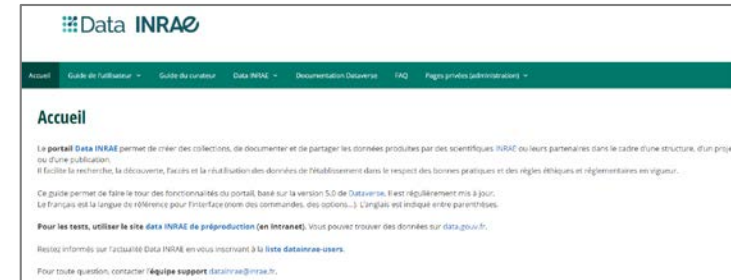 Data INRAE
Accueil Guide de l'utilisateur Guide du curateur Data INRAE Documentation Dataverse FAQ Pages privées (administration)
Accueil
Le portail Data INRAE permet de créer des collections, de documenter et de partager les données produites par des scientifiques INRAE ou leurs partenaires dans le cadre d'une structure, d'un proje
ou d'une publication.
Il facilite la recherche, la découverte, l'accès et la réutilisation des données de l'établissement dans le respect des bonnes pratiques et des règles éthiques et réglementaires en vigueur.
Ce guide permet de faire le tour des fonctionnalités du portail, basé sur la version 5.0 de Dataverse. Il est régulièrement mis à jour.
Le français est la langue de référence pour l'interface (nom des commandes, des options...). L'anglais est indiqué entre parenthèses.
Pour les tests, utiliser le site data INRAE de préproduction (en Intranet). Vous pouvez trouver des données sur data.gouv.fr.
Restez informés sur l'actualité Data INRAE en vous inscrivant à la liste datainrae-users.
Pour toute question, contacter l'équipe support datainrae@inrae.fr.